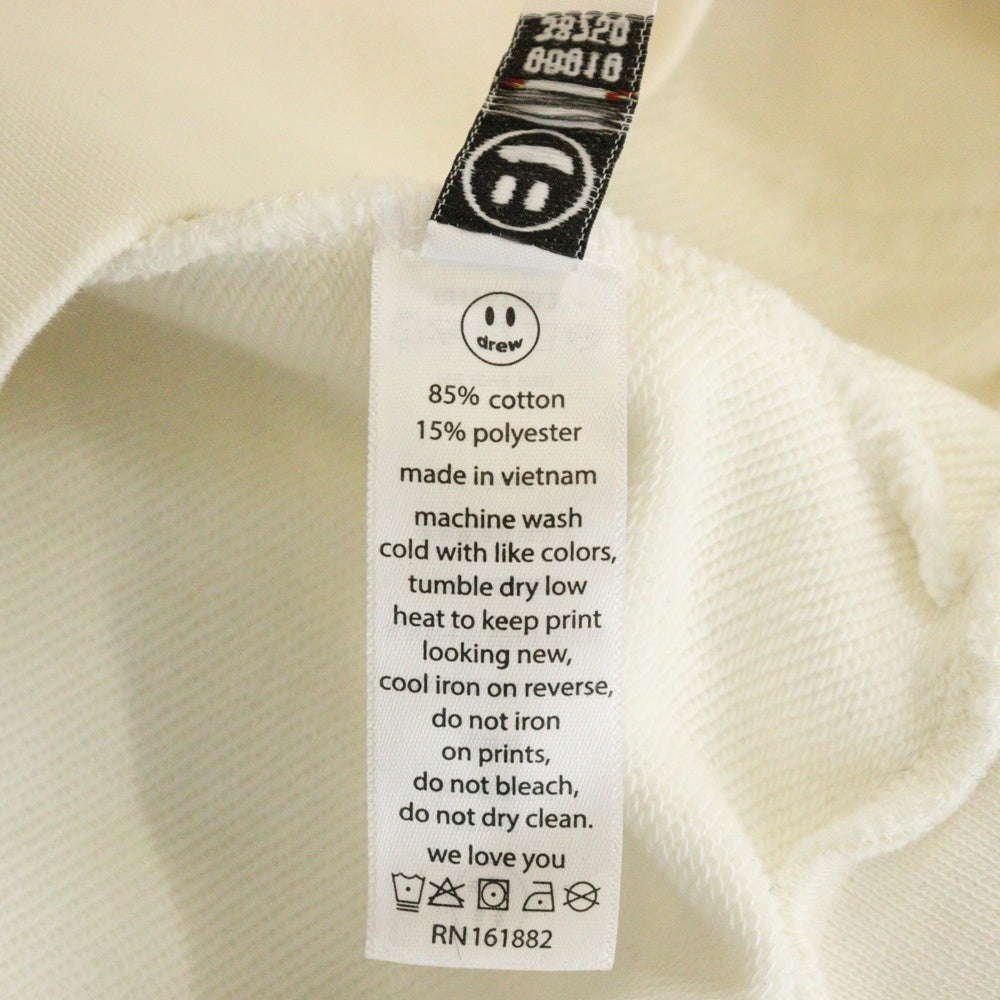 drew
85% cotton
15% polyester
made in vietnam
machine wash
cold with like colors,
tumble dry low
heat to keep print
looking new,
cool iron on reverse,
do not iron
on prints,
do not bleach,
do not dry clean.
we love you
RN161882